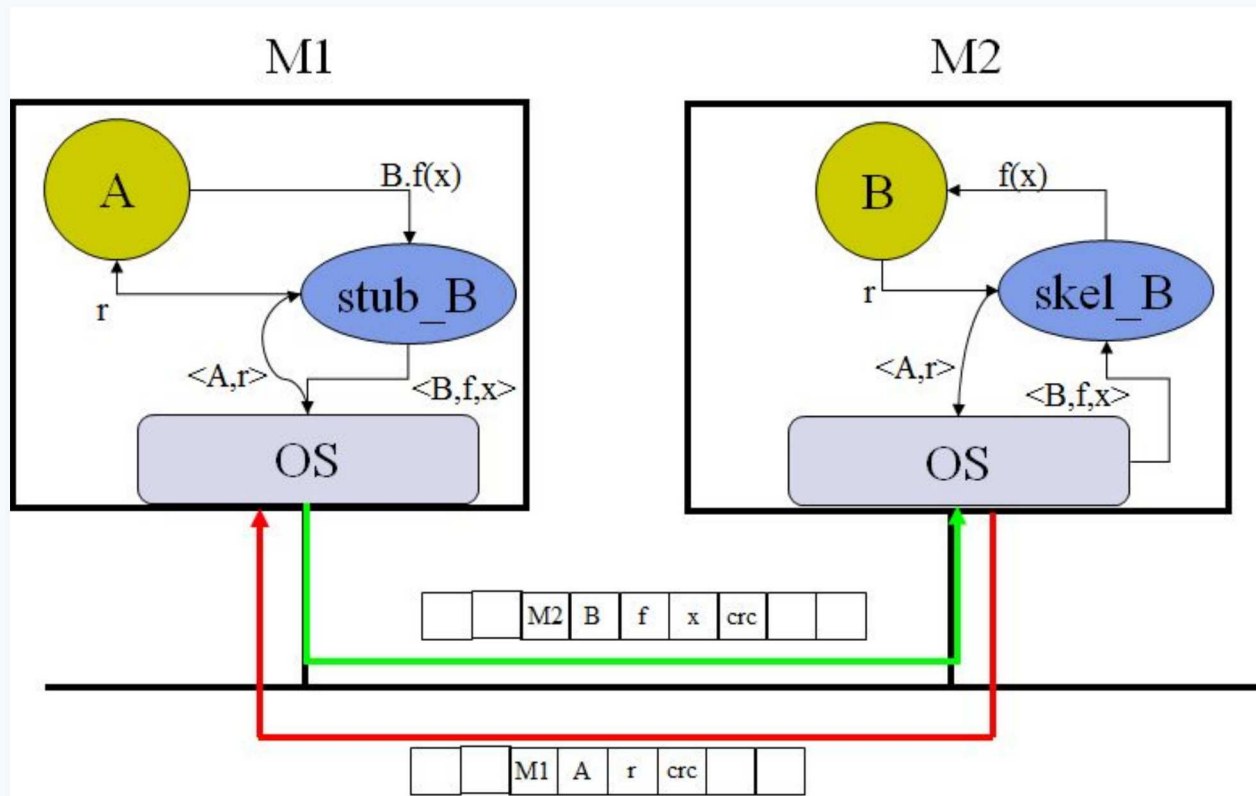 M1
M2
A
B.f(x)
stub_B
r
<A,r>
<B,f,x>
OS
B
f(x)
skel_B
r
<A,r>
<B,f,x>
OS
M2 B f x crc
M1 A r crc